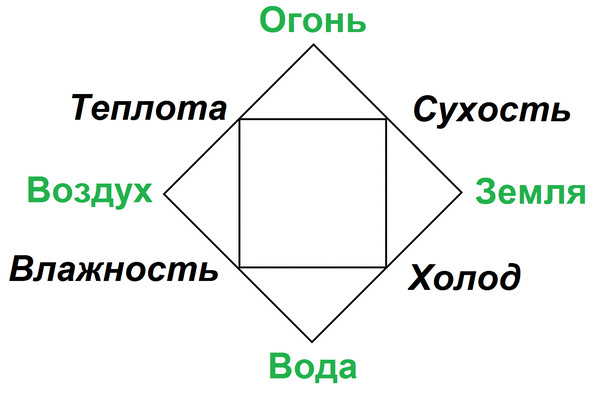 Огонь
Теплота
Сухость
Воздух
Земля
Влажность
Холод
Вода